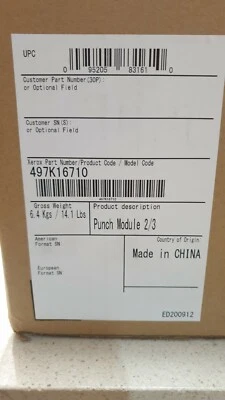 UPC
0 95205 83161 0
Customer Part Number(30P):
or Optional Field
Customer SN(S):
or Optional Field
Xerox Part Number/Product Code / Model Code
497K16710
Gross Weight
6.4 Kgs / 14.1 Lbs
Product description
Punch Module 2/3
American
Format SN
Country of Origin
Made in CHINA
European
Format SN
ED200912